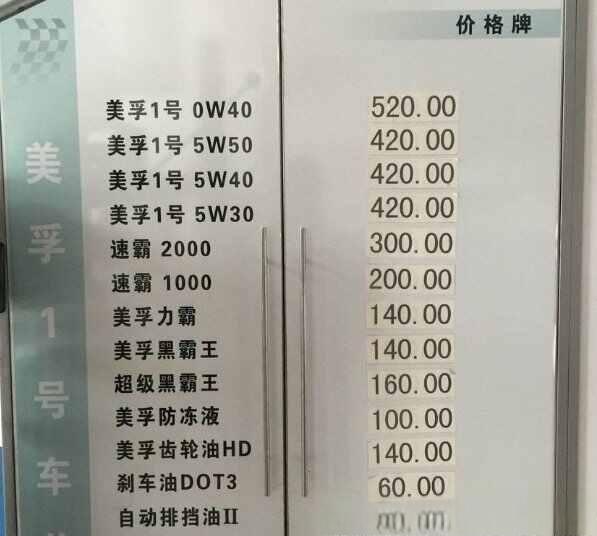 价格牌
美孚1号 0W40 520.00
美孚1号 5W50 420.00
美孚1号 5W40 420.00
美孚1号 5W30 420.00
速霸 2000 300.00
速霸 1000 200.00
美孚力霸 140.00
美孚黑霸王 140.00
超级黑霸王 160.00
美孚防冻液 100.00
美孚齿轮油HD 140.00
刹车油DOT3 60.00
自动排挡油II
美孚1号车